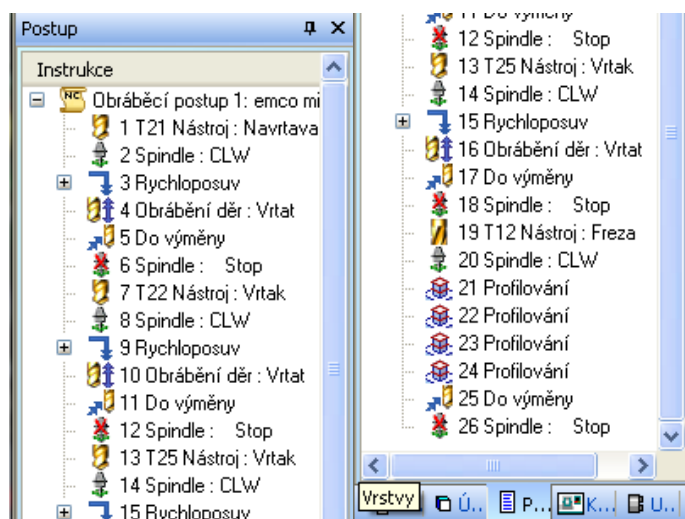 Postup
Instrukce
Obráběcí postup 1: emco mi
1 T21 Nástroj : Navrtava
2 Spindle : CLW
3 Rychloposuv
4 Obrábění děr : Vrtat
5 Do výměny
6 Spindle : Stop
7 T22 Nástroj : Vrtak
8 Spindle : CLW
9 Rychloposuv
10 Obrábění děr : Vrtat
11 Do výměny
12 Spindle : Stop
13 T25 Nástroj : Vrtak
14 Spindle : CLW
15 Rychloposuv
11 Do výměny
12 Spindle : Stop
13 T25 Nástroj : Vrtak
14 Spindle : CLW
15 Rychloposuv
16 Obrábění děr : Vrtat
17 Do výměny
18 Spindle : Stop
19 T12 Nástroj : Freza
20 Spindle : CLW
21 Profilování
22 Profilování
23 Profilování
24 Profilování
25 Do výměny
26 Spindle : Stop
Vrstvy Ú... P... K... U...